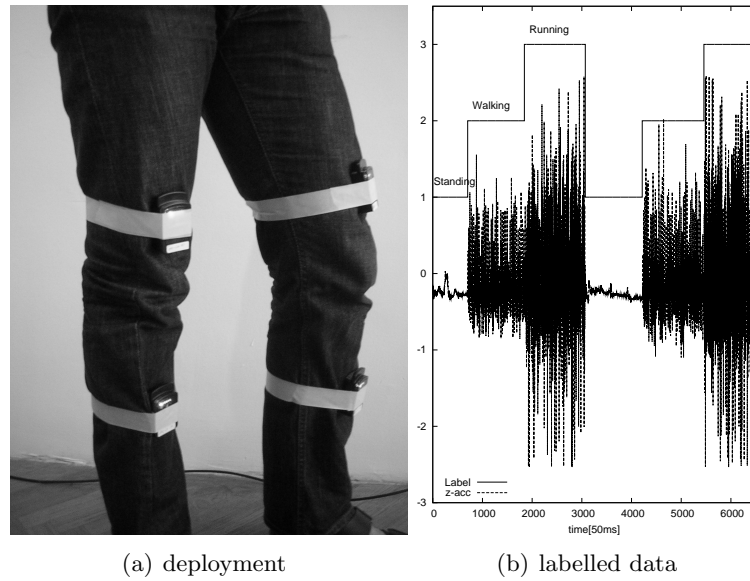 3
2
1
0
-1
-2
-3
Running
Walking
Standing
Label
z-acc
0 1000 2000 3000 4000 5000 6000
time[50ms]
(a) deployment
(b) labelled data